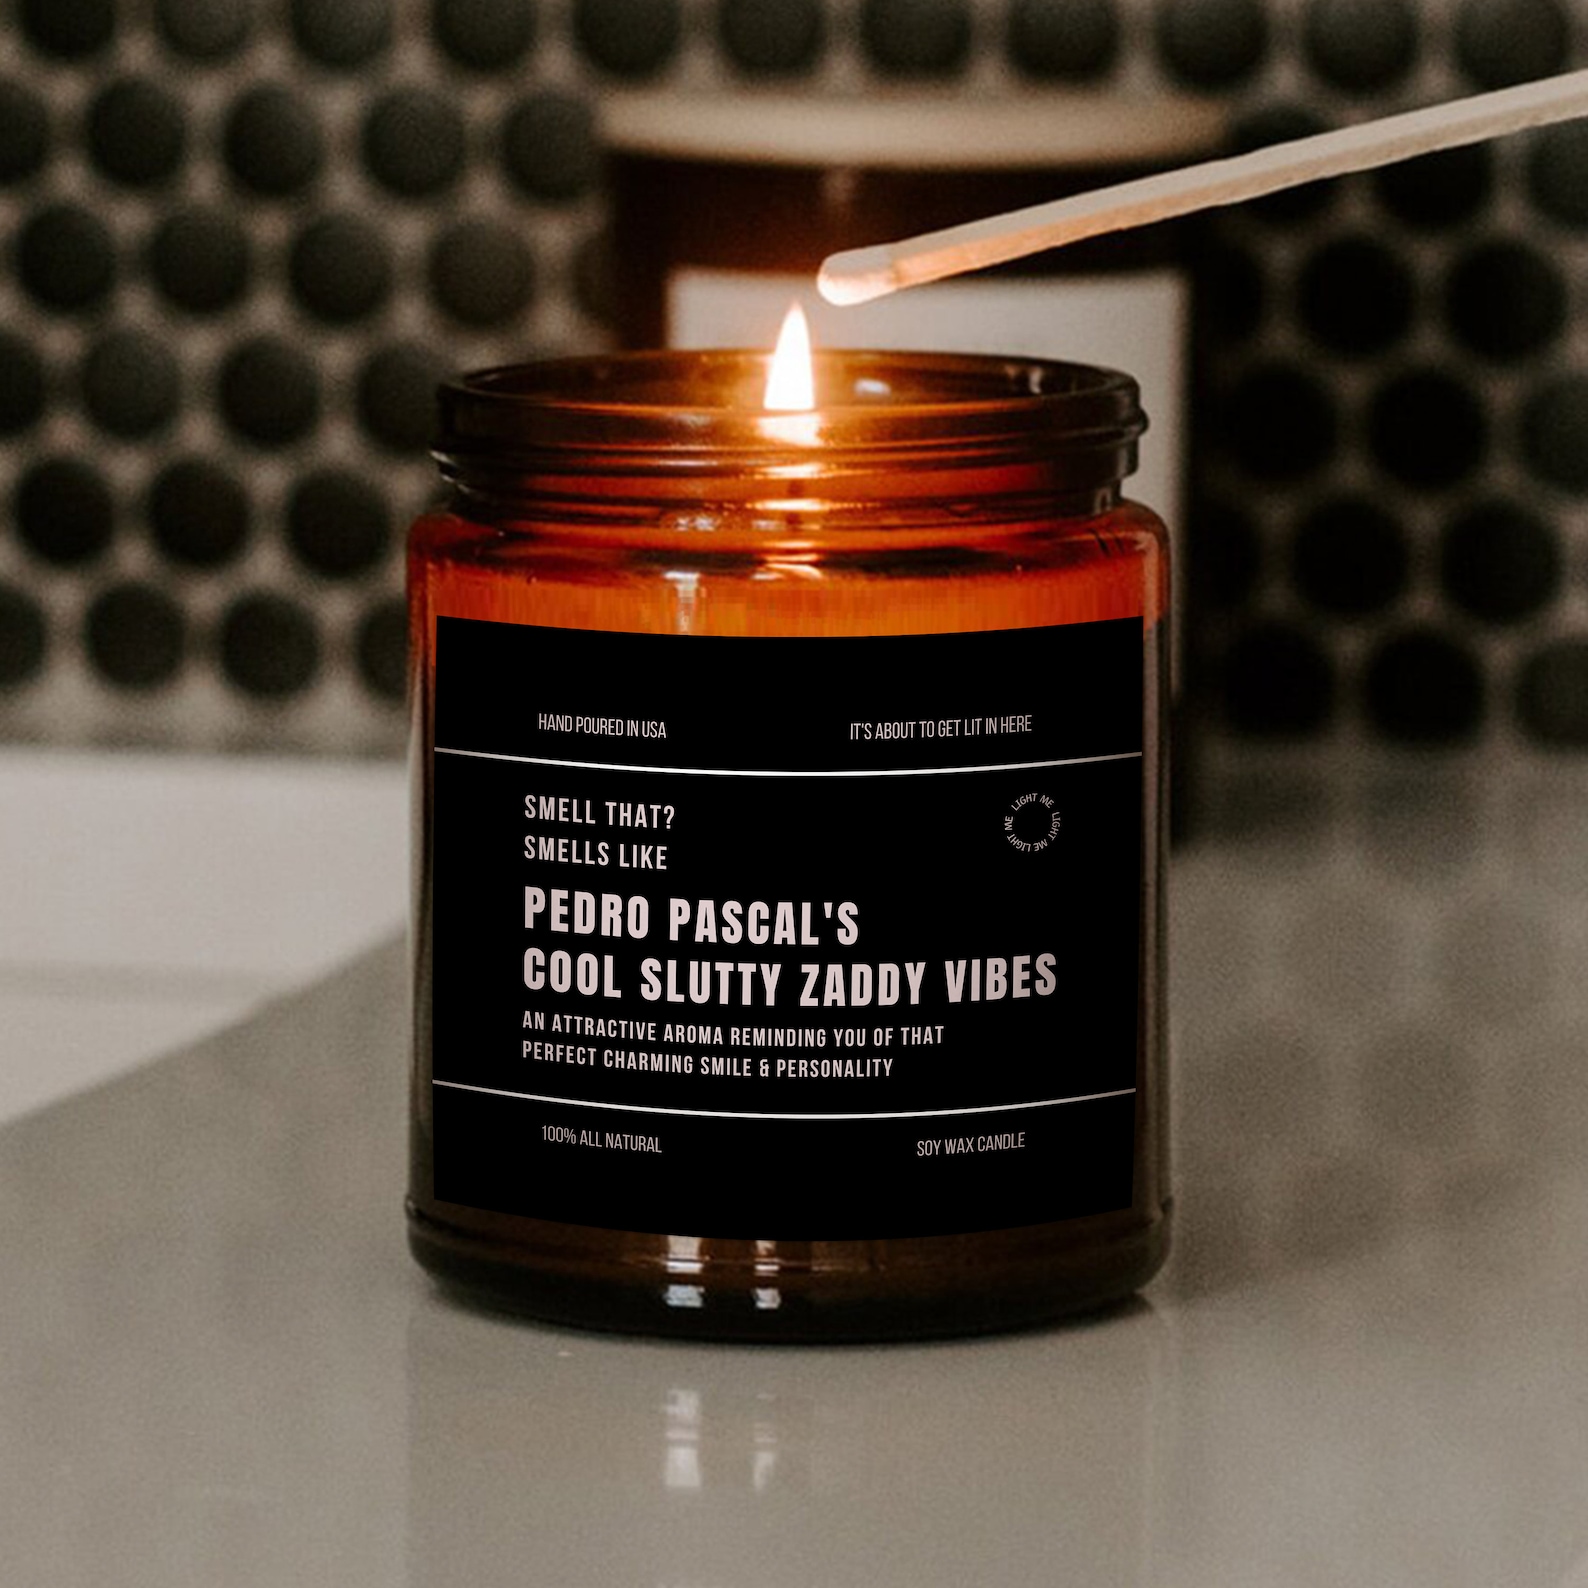 HAND POURED IN USA
IT'S ABOUT TO GET LIT IN HERE
SMELL THAT?
SMELLS LIKE
LIGHT ME LIGHT ME LIGHT ME
PEDRO PASCAL'S
COOL SLUTTY ZADDY VIBES
AN ATTRACTIVE AROMA REMINDING YOU OF THAT
PERFECT CHARMING SMILE & PERSONALITY
100% ALL NATURAL
SOY WAX CANDLE